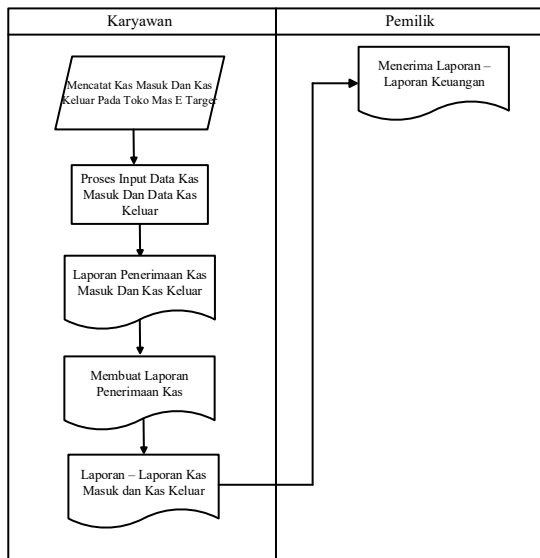 Karyawan
Pemilik
Mencatat Kas Masuk Dan Kas
Keluar Pada Toko Mas E Targer
Proses Input Data Kas
Masuk Dan Data Kas
Keluar
Laporan Penerimaan Kas
Masuk Dan Kas Keluar
Membuat Laporan
Penerimaan Kas
Laporan – Laporan Kas
Masuk dan Kas Keluar
Menerima Laporan –
Laporan Keuangan